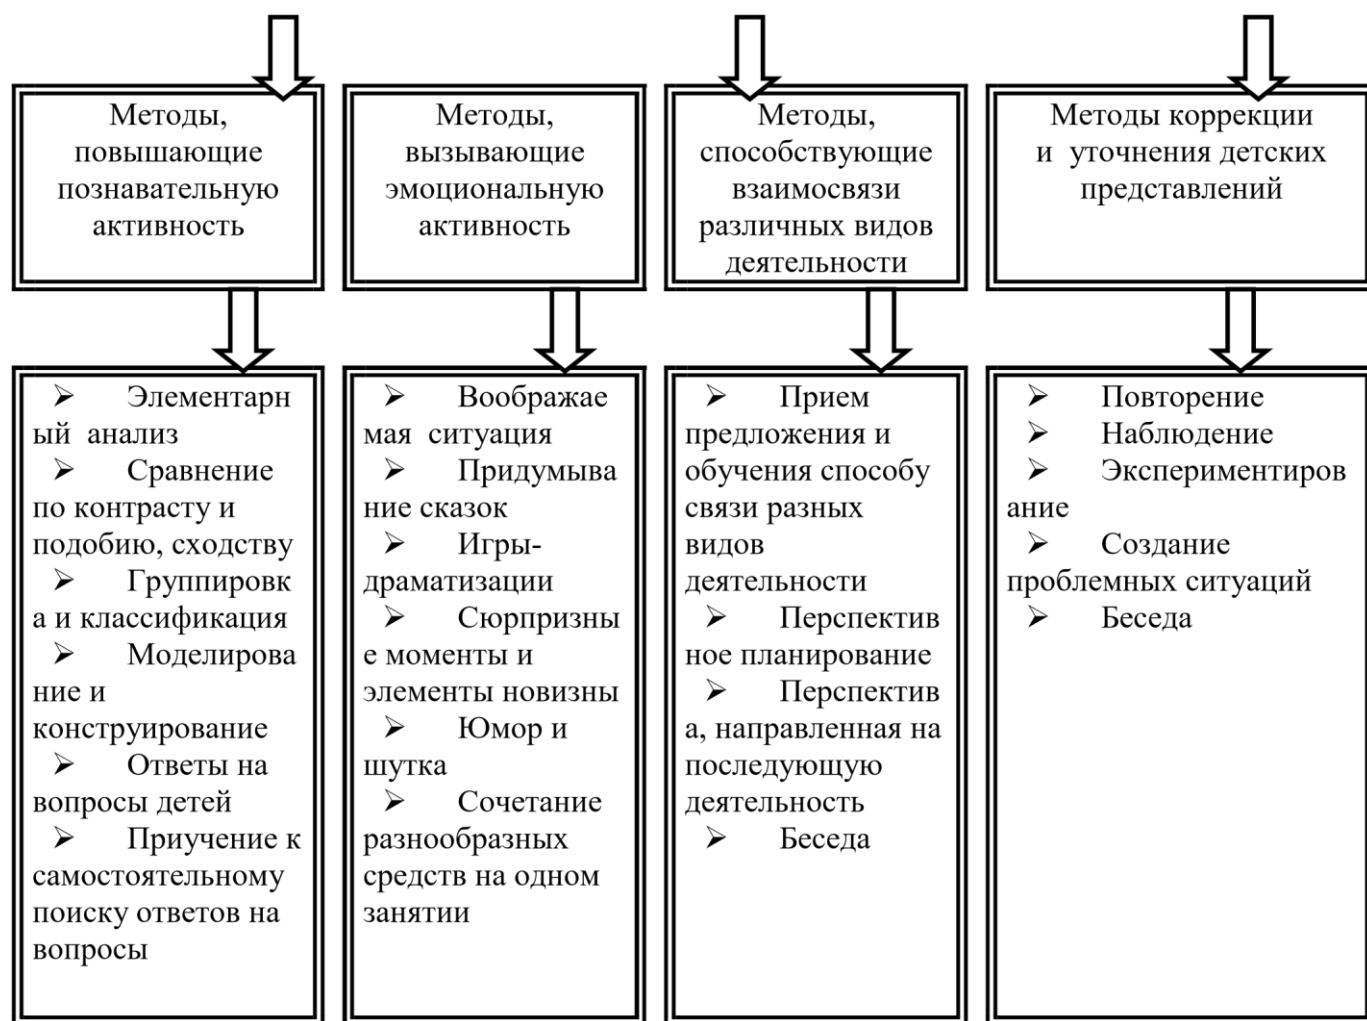 Методы,
повышающие
познавательную
активность
Методы,
вызывающие
эмоциональную
активность
Методы,
способствующие
взаимосвязи
различных видов
деятельности
Методы коррекции
и уточнения детских
представлений
➢ Элементарн
ый анализ
➢ Сравнение
по контрасту и
подобию, сходству
➢ Группировк
а и классификация
➢ Моделирова
ние и
конструирование
➢ Ответы на
вопросы детей
➢ Приучение к
самостоятельному
поиску ответов на
вопросы
➢ Воображае
мая ситуация
➢ Придумыва
ние сказок
➢ Игры-
драматизации
➢ Сюрпризны
е моменты и
элементы новизны
➢ Юмор и
шутка
➢ Сочетание
разнообразных
средств на одном
занятии
➢ Прием
предложения и
обучения способу
связи разных
видов
деятельности
➢ Перспектив
ное планирование
➢ Перспектив
а, направленная на
последующую
деятельность
➢ Беседа
➢ Повторение
➢ Наблюдение
➢ Экспериментиров
ание
➢ Создание
проблемных ситуаций
➢ Беседа